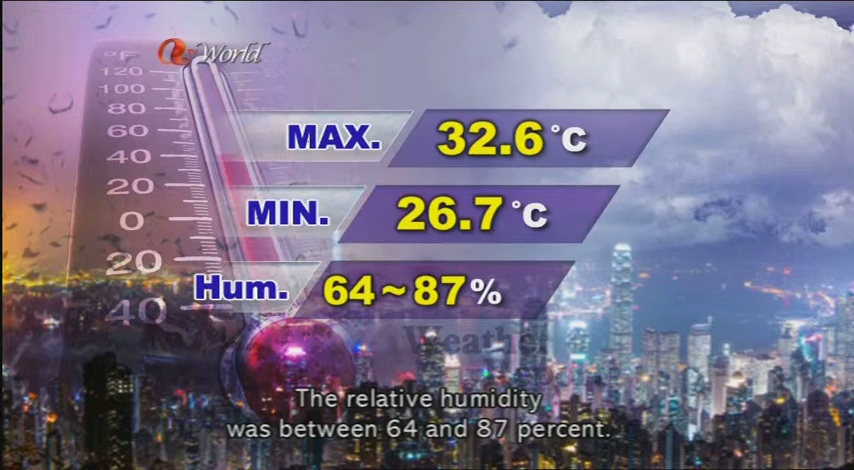 World
°F
120
100
80
60
40
20
0
20
40
MAX. 32.6 °C
MIN. 26.7 °C
Hum. 64~87%
Weather
The relative humidity
was between 64 and 87 percent.